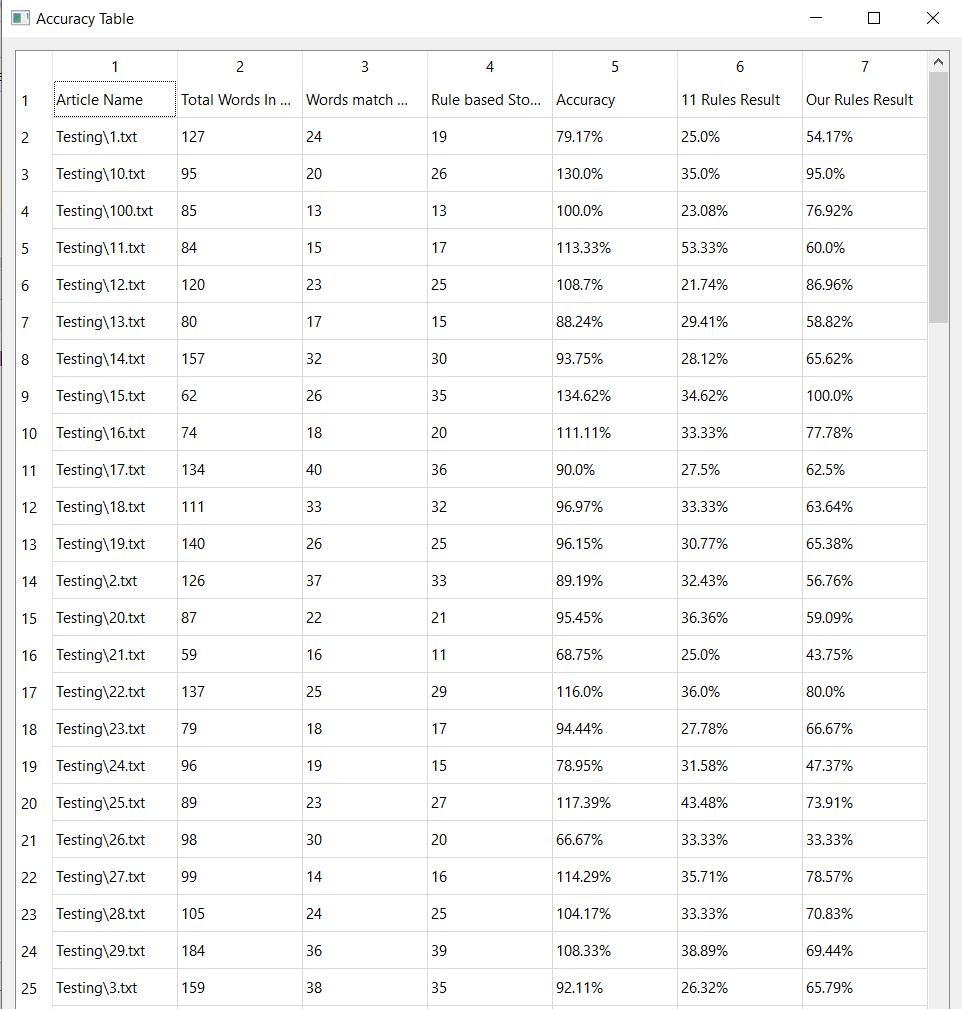 Accuracy Table
1 2 3 4 5 6 7
1 Article Name Total Words In ... Words match ... Rule based Sto... Accuracy 11 Rules Result Our Rules Result
2 Testing\1.txt 127 24 19 79.17% 25.0% 54.17%
3 Testing\10.txt 95 20 26 130.0% 35.0% 95.0%
4 Testing\100.txt 85 13 13 100.0% 23.08% 76.92%
5 Testing\11.txt 84 15 17 113.33% 53.33% 60.0%
6 Testing\12.txt 120 23 25 108.7% 21.74% 86.96%
7 Testing\13.txt 80 17 15 88.24% 29.41% 58.82%
8 Testing\14.txt 157 32 30 93.75% 28.12% 65.62%
9 Testing\15.txt 62 26 35 134.62% 34.62% 100.0%
10 Testing\16.txt 74 18 20 111.11% 33.33% 77.78%
11 Testing\17.txt 134 40 36 90.0% 27.5% 62.5%
12 Testing\18.txt 111 33 32 96.97% 33.33% 63.64%
13 Testing\19.txt 140 26 25 96.15% 30.77% 65.38%
14 Testing\2.txt 126 37 33 89.19% 32.43% 56.76%
15 Testing\20.txt 87 22 21 95.45% 36.36% 59.09%
16 Testing\21.txt 59 16 11 68.75% 25.0% 43.75%
17 Testing\22.txt 137 25 29 116.0% 36.0% 80.0%
18 Testing\23.txt 79 18 17 94.44% 27.78% 66.67%
19 Testing\24.txt 96 19 15 78.95% 31.58% 47.37%
20 Testing\25.txt 89 23 27 117.39% 43.48% 73.91%
21 Testing\26.txt 98 30 20 66.67% 33.33% 33.33%
22 Testing\27.txt 99 14 16 114.29% 35.71% 78.57%
23 Testing\28.txt 105 24 25 104.17% 33.33% 70.83%
24 Testing\29.txt 184 36 39 108.33% 38.89% 69.44%
25 Testing\3.txt 159 38 35 92.11% 26.32% 65.79%